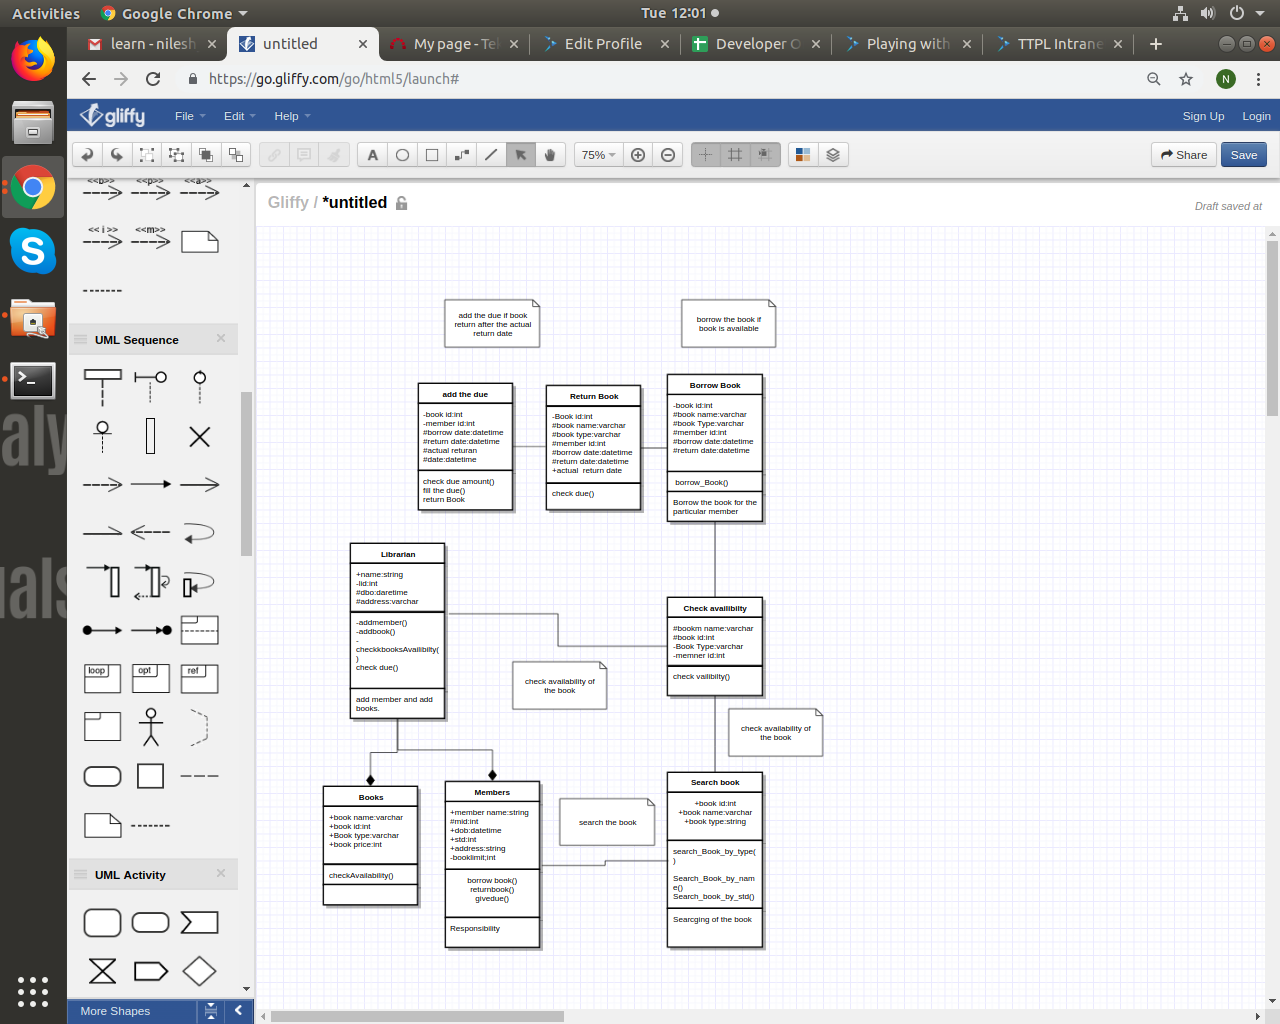 Activities
Google Chrome
Tue 12:01
learn - nilesh
untitled
My page - Tel
Edit Profile
Developer O
Playing with
TTPL Intrane
https://go.gliffy.com/go/html5/launch#
N
gliffy
File
Edit
Help
Sign Up
Login
A
75%
Share
Save
<<b>>
<<p>>
<<a>>
<< i >>
<<m>>
UML Sequence
loop
opt
ref
UML Activity
More Shapes
Gliffy / *untitled
Draft saved at
add the due if book
return after the actual
return date
borrow the book if
book is available
add the due
-book id:int
-member id:int
#borrow date:datetime
#return date:datetime
#actual returan
#date:datetime
check due amount()
fill the due()
return Book
Return Book
-Book id:int
#book name:varchar
#book type:varchar
#member id:int
#borrow date:datetime
#return date:datetime
+actual return date
check due()
Borrow Book
-book id:int
#book name:varchar
#book Type:varchar
#member id:int
#borrow date:datetime
#return date:datetime
borrow_Book()
Borrow the book for the
particular member
Librarian
+name:string
-lid:int
#dbo:daretime
#address:varchar
-addmember()
-addbook()
-
checkkbooksAvailibilty(
)
check due()
add member and add
books.
Check availibilty
#bookm name:varchar
#book id:int
-Book Type:varchar
-memner id:int
check vailibilty()
check availability of
the book
check availability of
the book
Books
+book name:varchar
+book id:int
+Book type:varchar
+book price:int
checkAvailability()
Members
+member name:string
#mid:int
+dob:datetime
+std:int
+address:string
-booklimit;int
borrow book()
returnbook()
givedue()
Responsibility
search the book
Search book
+book id:int
+book name:varchar
+book type:string
search_Book_by_type(
)
Search_Book_by_nam
e()
Search_book_by_std()
Searcging of the book